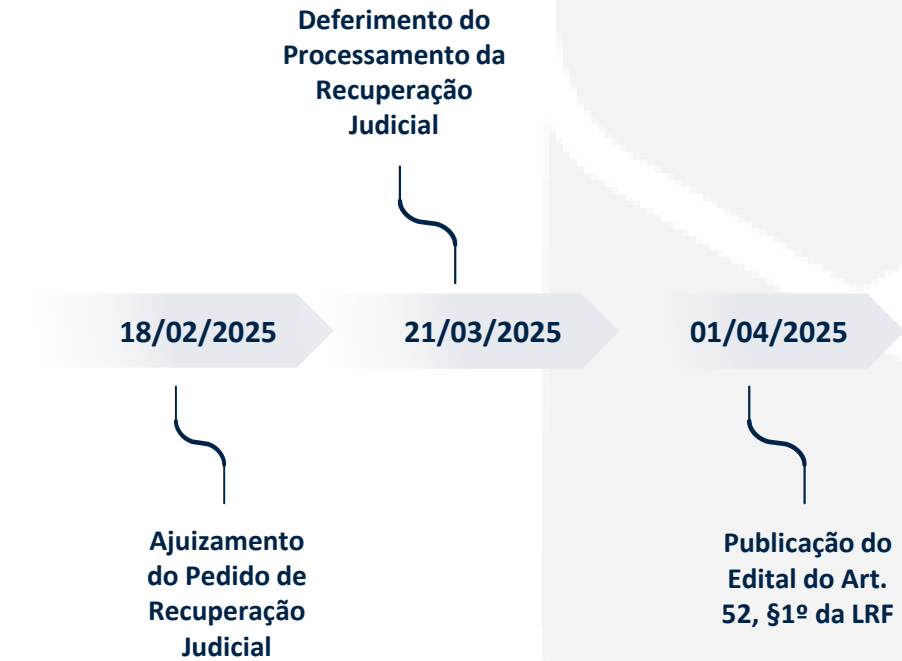 Deferimento do
Processamento da
Recuperação
Judicial
18/02/2025
21/03/2025
01/04/2025
Ajuizamento
do Pedido de
Recuperação
Judicial
Publicação do
Edital do Art.
52, §1º da LRF